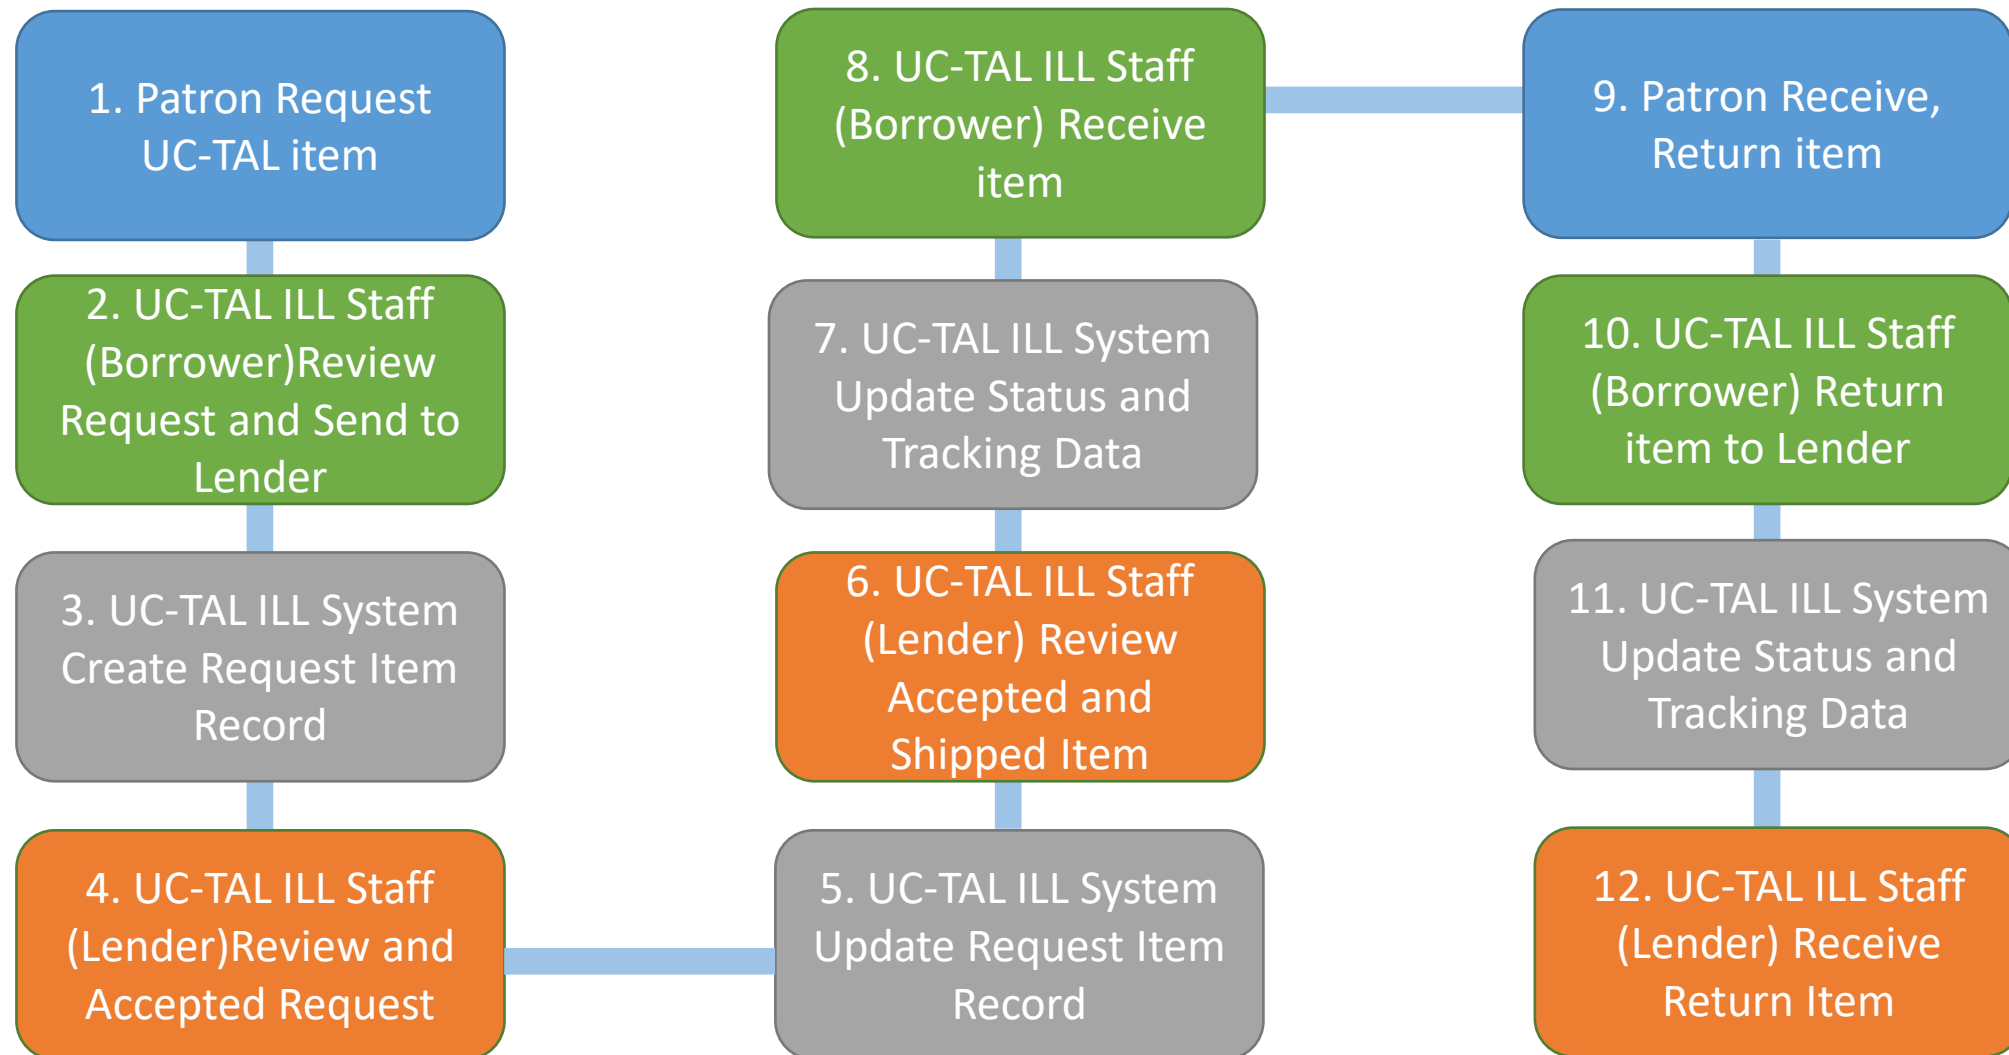 1. Patron Request
UC-TAL item
2. UC-TAL ILL Staff
(Borrower)Review
Request and Send to
Lender
3. UC-TAL ILL System
Create Request Item
Record
4. UC-TAL ILL Staff
(Lender)Review and
Accepted Request
5. UC-TAL ILL System
Update Request Item
Record
6. UC-TAL ILL Staff
(Lender) Review
Accepted and
Shipped Item
7. UC-TAL ILL System
Update Status and
Tracking Data
8. UC-TAL ILL Staff
(Borrower) Receive
item
9. Patron Receive,
Return item
10. UC-TAL ILL Staff
(Borrower) Return
item to Lender
11. UC-TAL ILL System
Update Status and
Tracking Data
12. UC-TAL ILL Staff
(Lender) Receive
Return Item